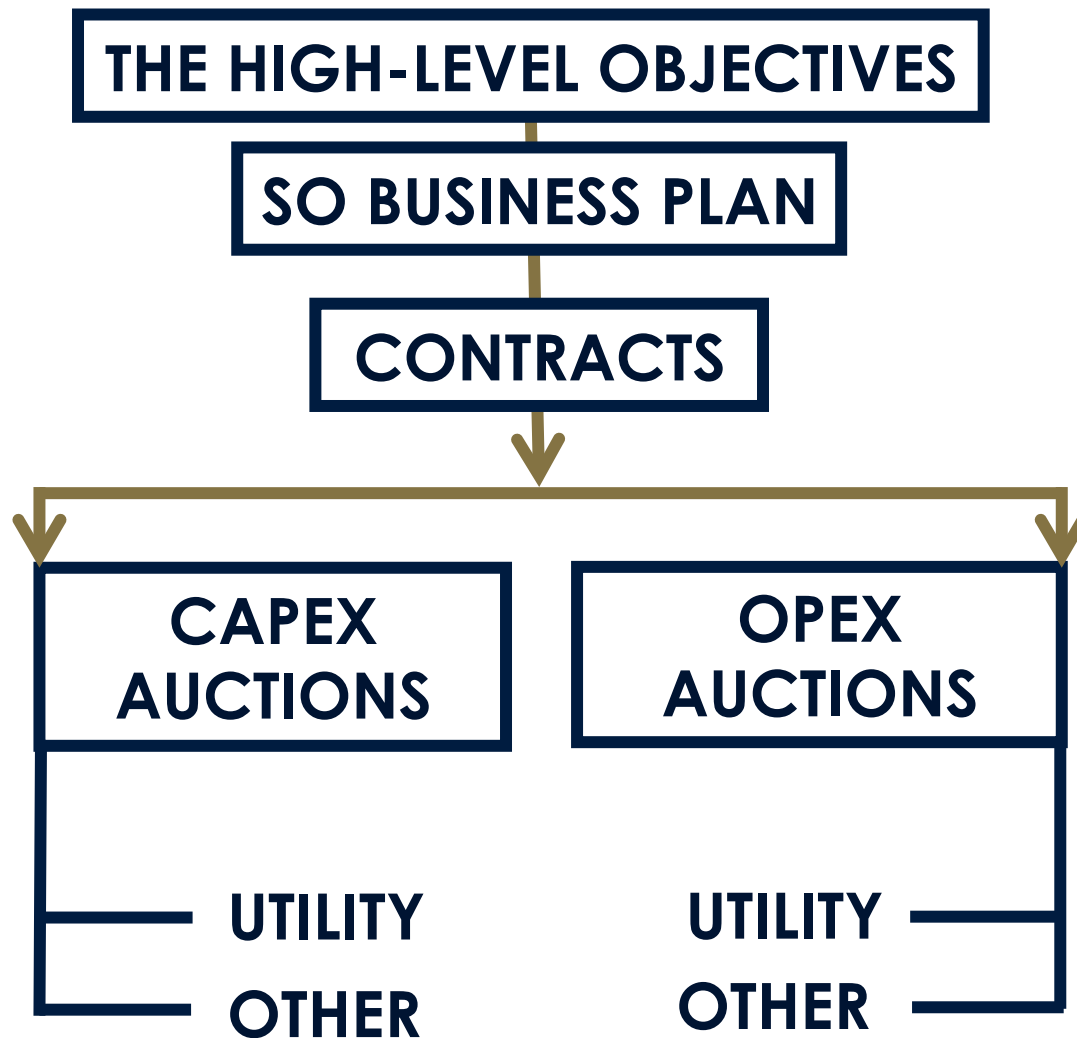 THE HIGH-LEVEL OBJECTIVES
SO BUSINESS PLAN
CONTRACTS
CAPEX
AUCTIONS
OPEX
AUCTIONS
UTILITY
OTHER
UTILITY
OTHER